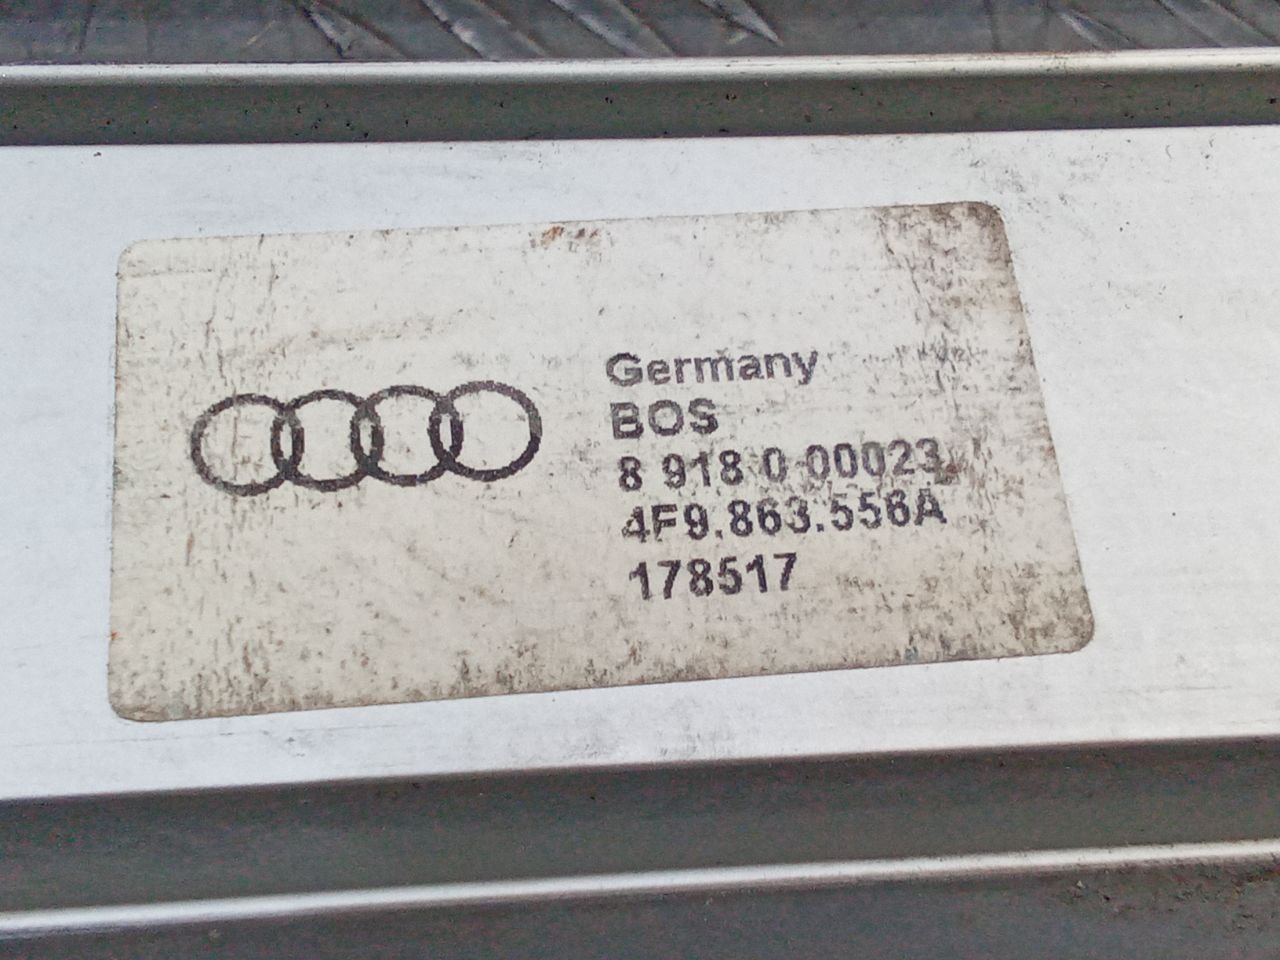 Germany
BOS
8 918 0 00023
4F9.863.556A
178517